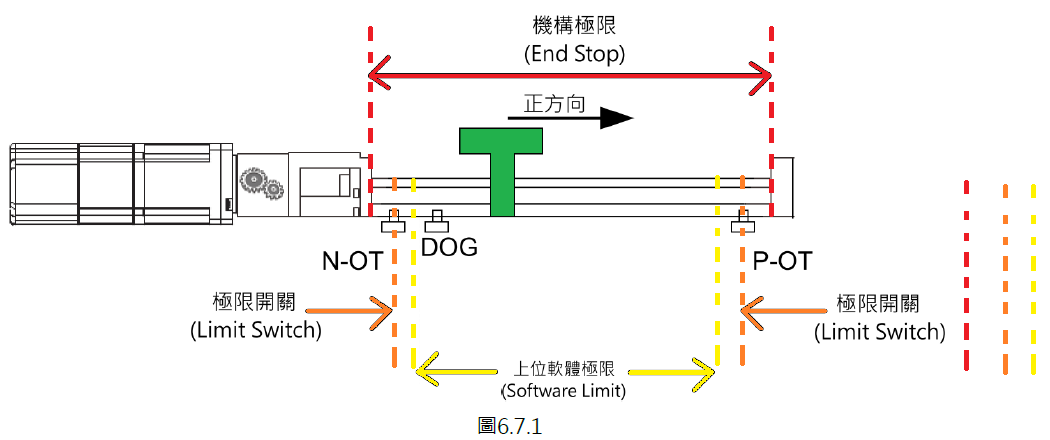 機構極限
(End Stop)
正方向
N-OT
DOG
P-OT
極限開關
(Limit Switch)
極限開關
(Limit Switch)
上位軟體極限
(Software Limit)
圖6.7.1